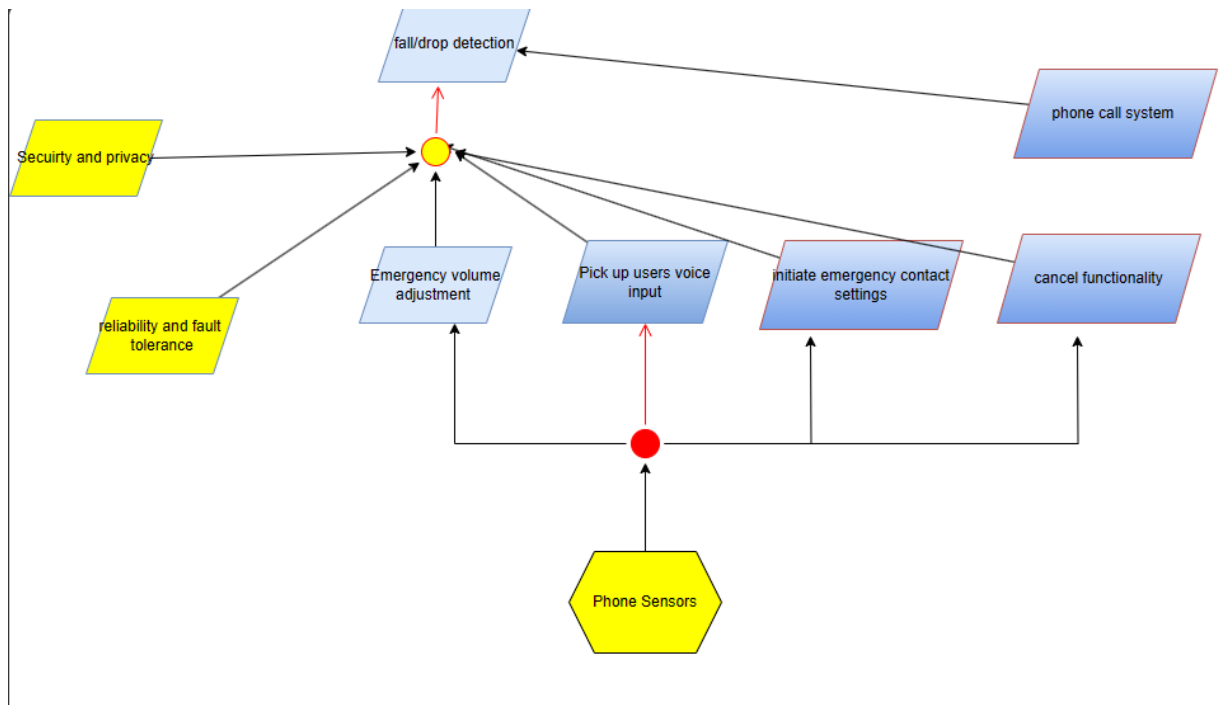 fall/drop detection
phone call system
Secuirty and privacy
Emergency volume
adjustment
Pick up users voice
input
initiate emergency contact
settings
cancel functionality
reliability and fault
tolerance
Phone Sensors